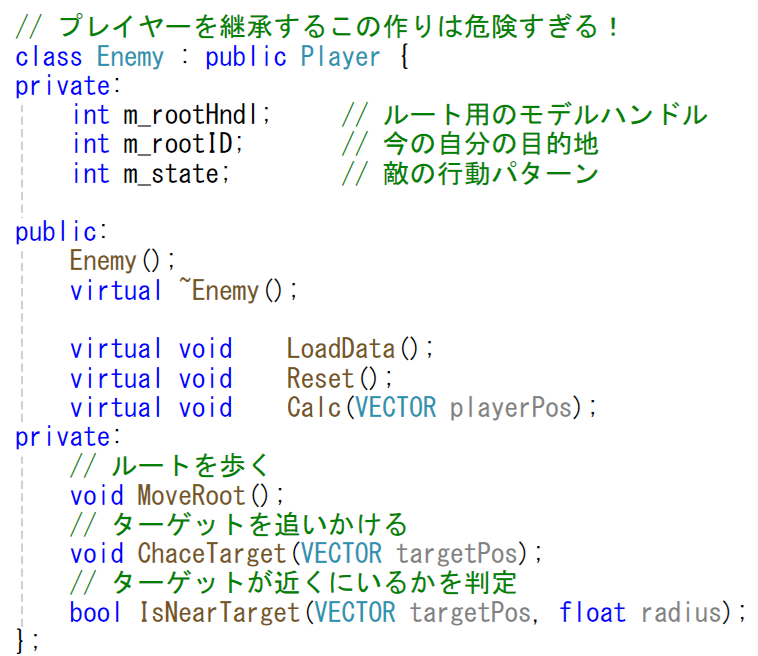 // プレイヤーを継承するこの作りは危険すぎる！
class Enemy : public Player {
private:
    int m_rootHndl;     // ルート用のモデルハンドル
    int m_rootID;       // 今の自分の目的地
    int m_state;        // 敵の行動パターン
public:
    Enemy();
    virtual ~Enemy();
    virtual void    LoadData();
    virtual void    Reset();
    virtual void    Calc(VECTOR playerPos);
private:
    // ルートを歩く
    void MoveRoot();
    // ターゲットを追いかける
    void ChaceTarget(VECTOR targetPos);
    // ターゲットが近くにいるかを判定
    bool IsNearTarget(VECTOR targetPos, float radius);
};